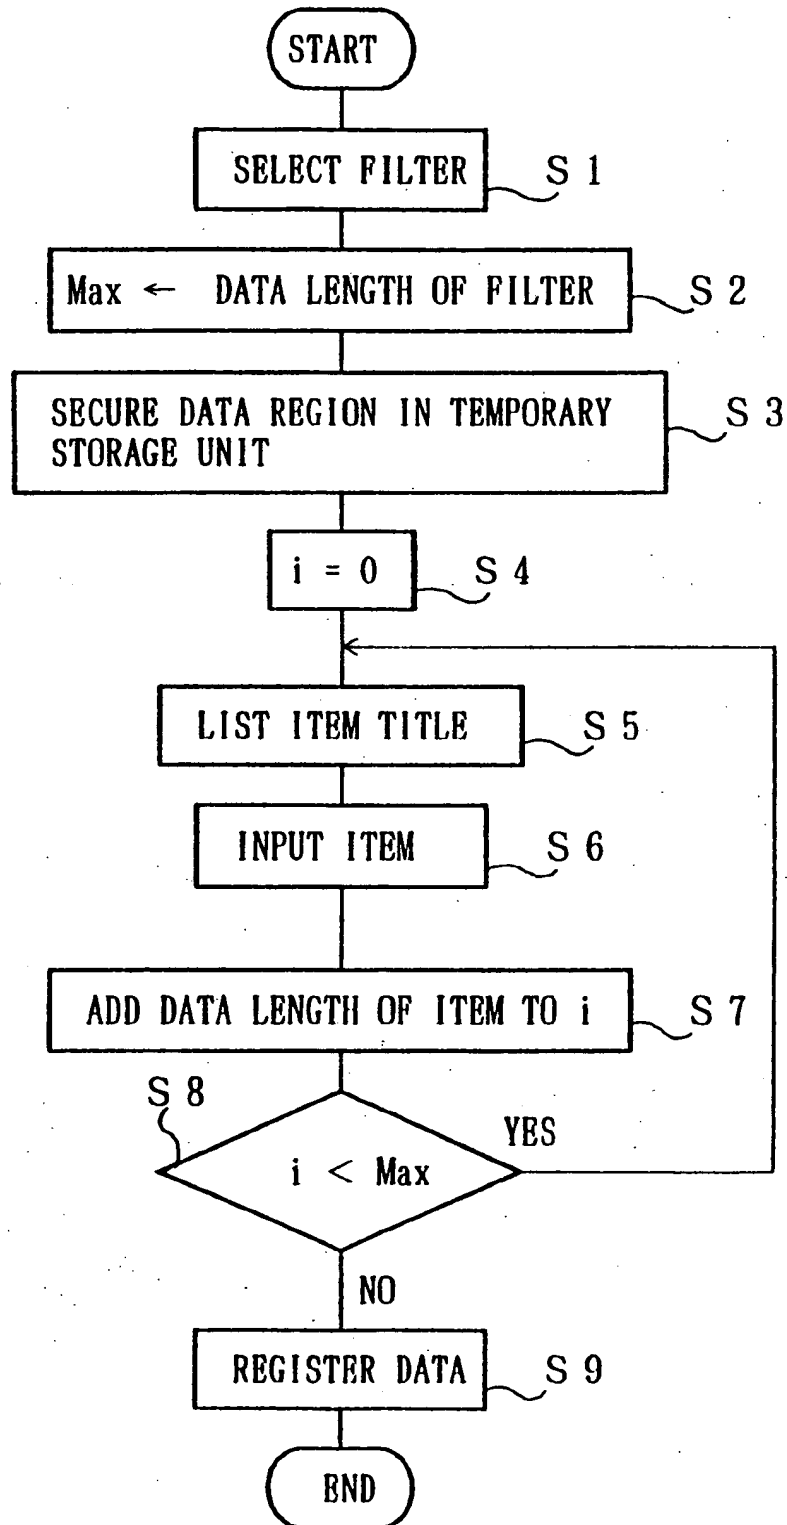 START
SELECT FILTER
S 1
Max ← DATA LENGTH OF FILTER
S 2
SECURE DATA REGION IN TEMPORARY
STORAGE UNIT
S 3
i = 0
S 4
LIST ITEM TITLE
S 5
INPUT ITEM
S 6
ADD DATA LENGTH OF ITEM TO i
S 7
S 8
i < Max
YES
NO
REGISTER DATA
S 9
END